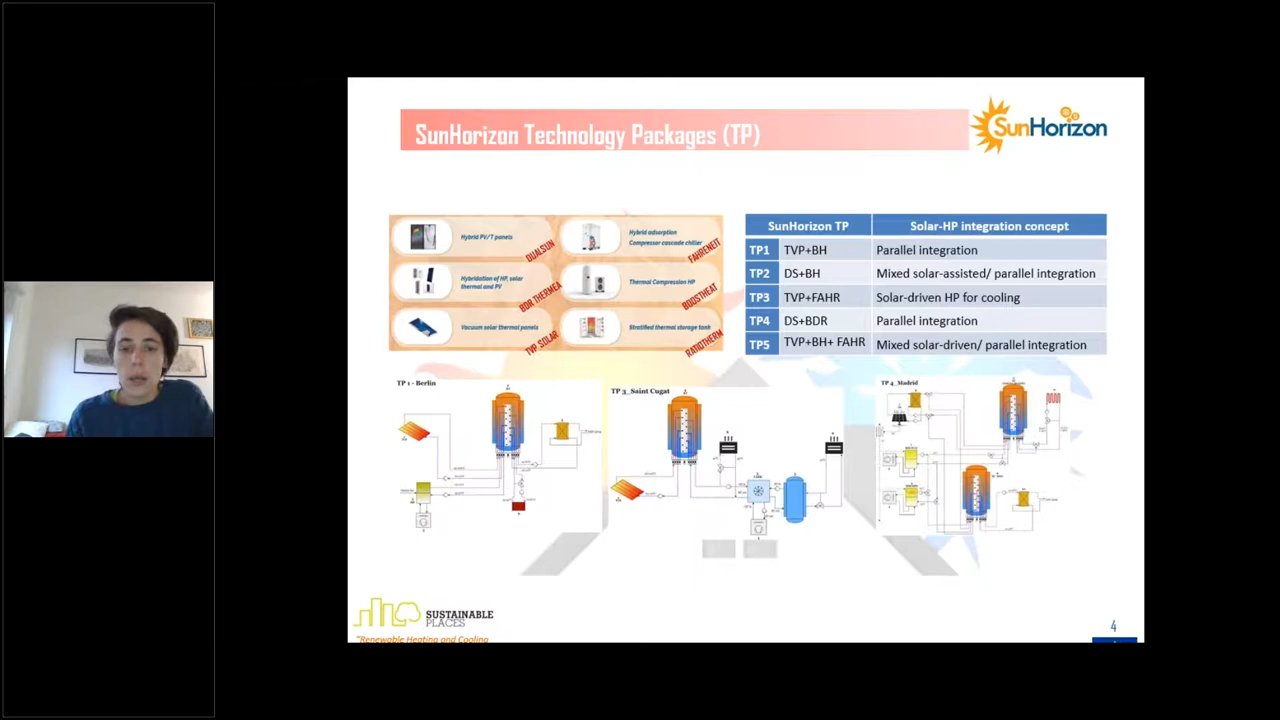 SunHorizon Technology Packages (TP)
SunHorizon
Hybrid PV/T panels
DUALSUN
Hybrid adsorption
Compressor cascade chiller
FAHRENEIT
Hybridation of HP, solar
thermal and PV
BDR THERMEA
Thermal Compression HP
BOOSTHEAT
Vacuum solar thermal panels
TVP SOLAR
Stratified thermal storage tank
RATIOTHERM
SunHorizon TP Solar-HP integration concept
TP1 TVP+BH Parallel integration
TP2 DS+BH Mixed solar-assisted/ parallel integration
TP3 TVP+FAHR Solar-driven HP for cooling
TP4 DS+BDR Parallel integration
TP5 TVP+BH+ FAHR Mixed solar-driven/ parallel integration
TP 1 - Berlin
TP 3_Saint Cugat
TP 4_Madrid
SUSTAINABLE
PLACES
"Renewable Heating and Cooling
4